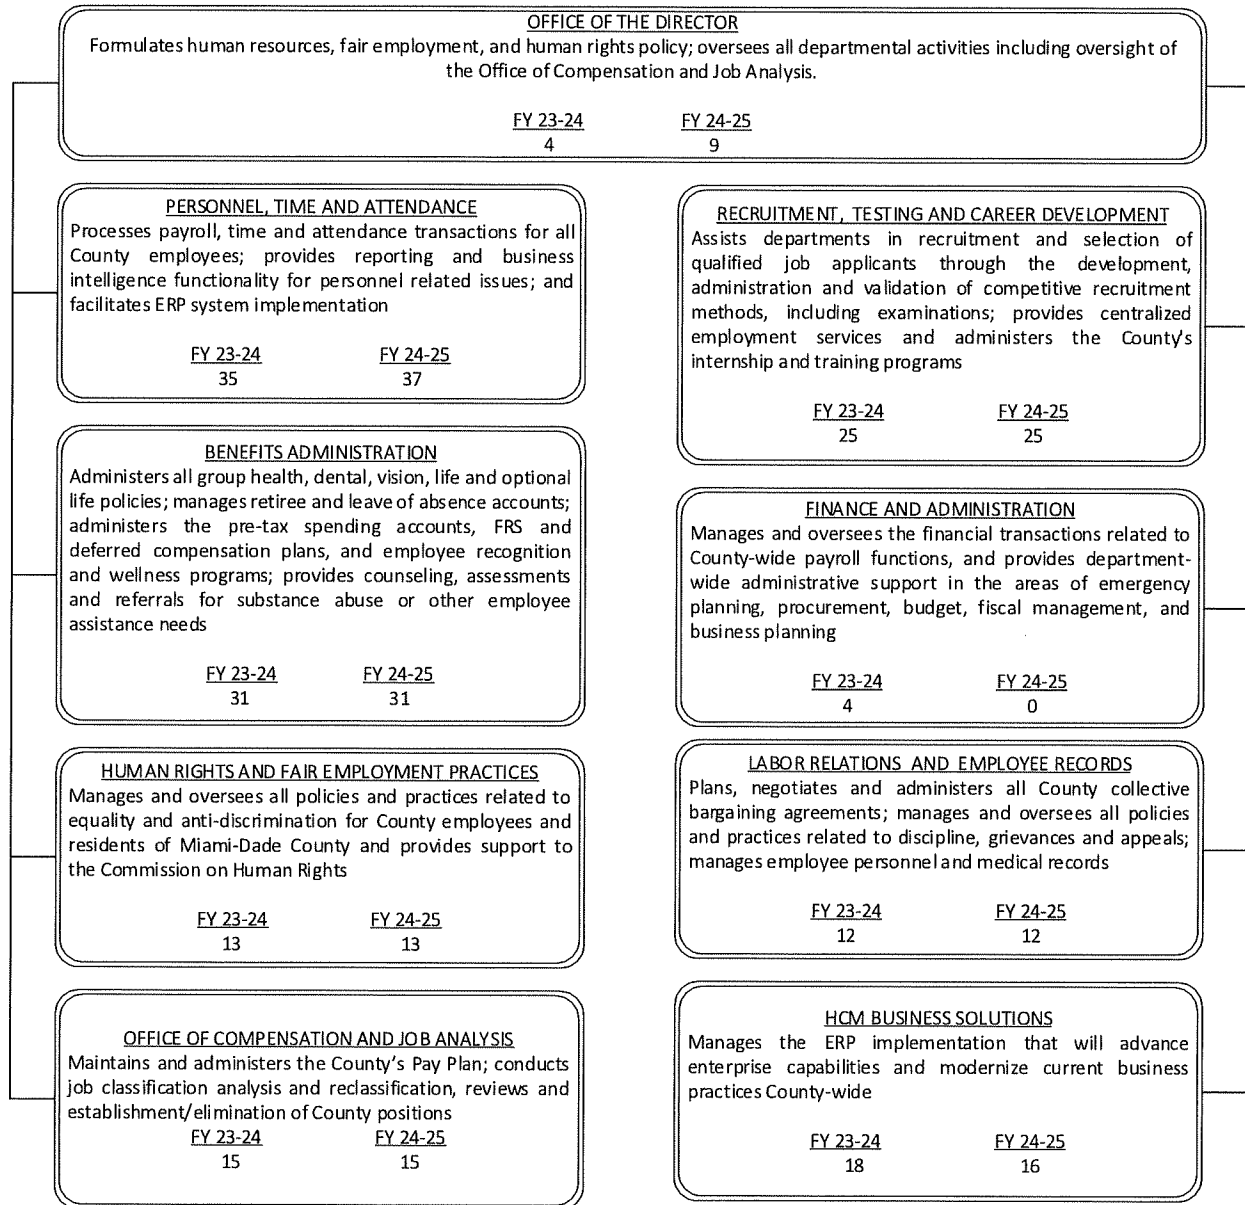 OFFICE OF THE DIRECTOR
Formulates human resources, fair employment, and human rights policy; oversees all departmental activities including oversight of
the Office of Compensation and Job Analysis.
FY 23-24 FY 24-25
4 9
PERSONNEL, TIME AND ATTENDANCE
Processes payroll, time and attendance transactions for all
County employees; provides reporting and business
intelligence functionality for personnel related issues; and
facilitates ERP system implementation
FY 23-24 FY 24-25
35 37
BENEFITS ADMINISTRATION
Administers all group health, dental, vision, life and optional
life policies; manages retiree and leave of absence accounts;
administers the pre-tax spending accounts, FRS and
deferred compensation plans, and employee recognition
and wellness programs; provides counseling, assessments
and referrals for substance abuse or other employee
assistance needs
FY 23-24 FY 24-25
31 31
HUMAN RIGHTS AND FAIR EMPLOYMENT PRACTICES
Manages and oversees all policies and practices related to
equality and anti-discrimination for County employees and
residents of Miami-Dade County and provides support to
the Commission on Human Rights
FY 23-24 FY 24-25
13 13
OFFICE OF COMPENSATION AND JOB ANALYSIS
Maintains and administers the County's Pay Plan; conducts
job classification analysis and reclassification, reviews and
establishment/elimination of County positions
FY 23-24 FY 24-25
15 15
RECRUITMENT, TESTING AND CAREER DEVELOPMENT
Assists departments in recruitment and selection of
qualified job applicants through the development,
administration and validation of competitive recruitment
methods, including examinations; provides centralized
employment services and administers the County's
internship and training programs
FY 23-24 FY 24-25
25 25
FINANCE AND ADMINISTRATION
Manages and oversees the financial transactions related to
County-wide payroll functions, and provides department-
wide administrative support in the areas of emergency
planning, procurement, budget, fiscal management, and
business planning
FY 23-24 FY 24-25
4 0
LABOR RELATIONS AND EMPLOYEE RECORDS
Plans, negotiates and administers all County collective
bargaining agreements; manages and oversees all policies
and practices related to discipline, grievances and appeals;
manages employee personnel and medical records
FY 23-24 FY 24-25
12 12
HCM BUSINESS SOLUTIONS
Manages the ERP implementation that will advance
enterprise capabilities and modernize current business
practices County-wide
FY 23-24 FY 24-25
18 16